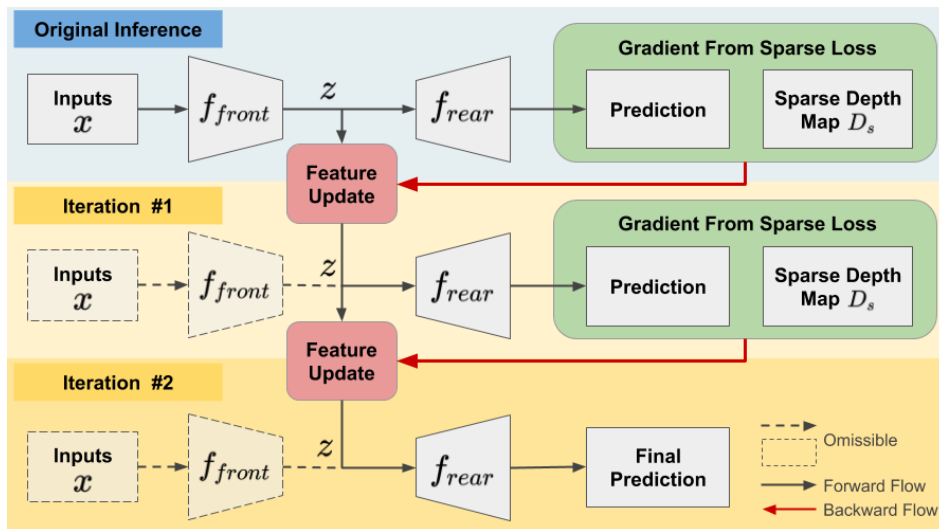 Original Inference
Gradient From Sparse Loss
Inputs
x
f_front
z
f_rear
Prediction
Sparse Depth
Map D_s
Feature
Update
Iteration #1
Gradient From Sparse Loss
Inputs
x
f_front
z
f_rear
Prediction
Sparse Depth
Map D_s
Feature
Update
Iteration #2
Inputs
x
f_front
z
f_rear
Final
Prediction
Omissible
Forward Flow
Backward Flow